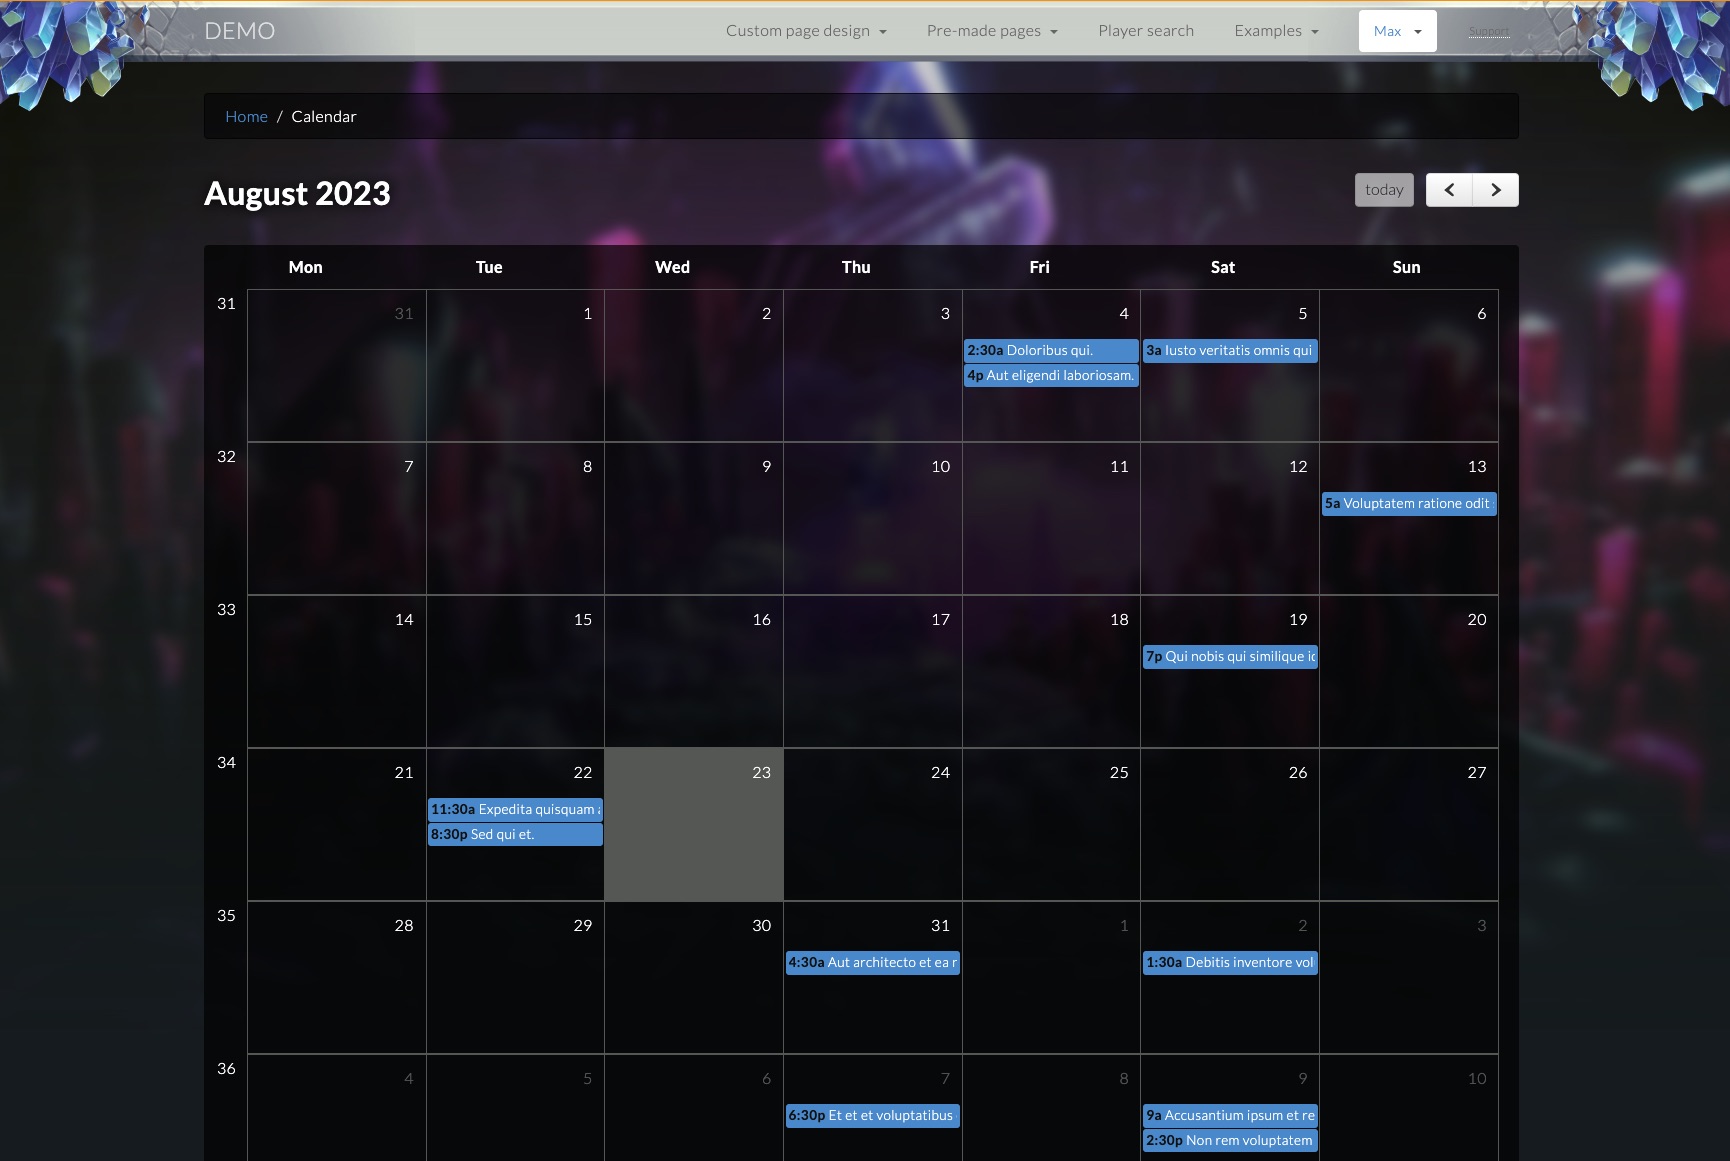 DEMO
Custom page design
Pre-made pages
Player search
Examples
Max
Support
Home / Calendar
August 2023
today
Mon Tue Wed Thu Fri Sat Sun
31
31 1 2 3 4 5 6
2:30a Doloribus qui.
4p Aut eligendi laboriosam.
3a Iusto veritatis omnis qui
32
7 8 9 10 11 12 13
5a Voluptatem ratione odit
33
14 15 16 17 18 19 20
7p Qui nobis qui similique
34
21 22 23 24 25 26 27
11:30a Expedita quisquam
8:30p Sed qui et.
35
28 29 30 31 1 2 3
4:30a Aut architecto et ea
1:30a Debitis inventore vol
36
4 5 6 7 8 9 10
6:30p Et et et voluptatibus
9a Accusantium ipsum et re
2:30p Non rem voluptatem